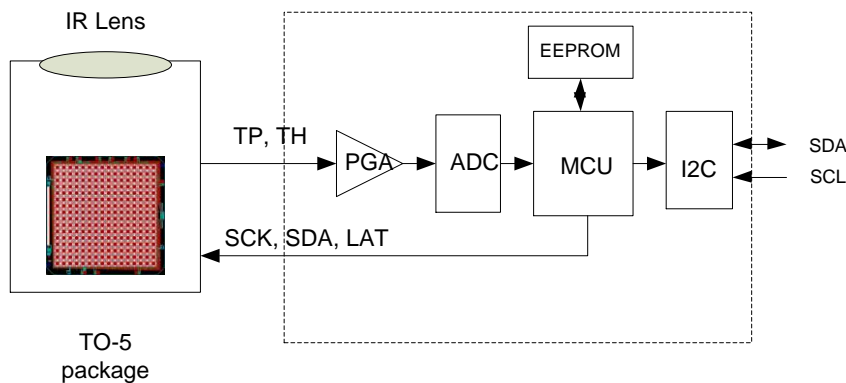 IR Lens
EEPROM
TP, TH
PGA
ADC
MCU
I2C
SDA
SCL
SCK, SDA, LAT
TO-5
package